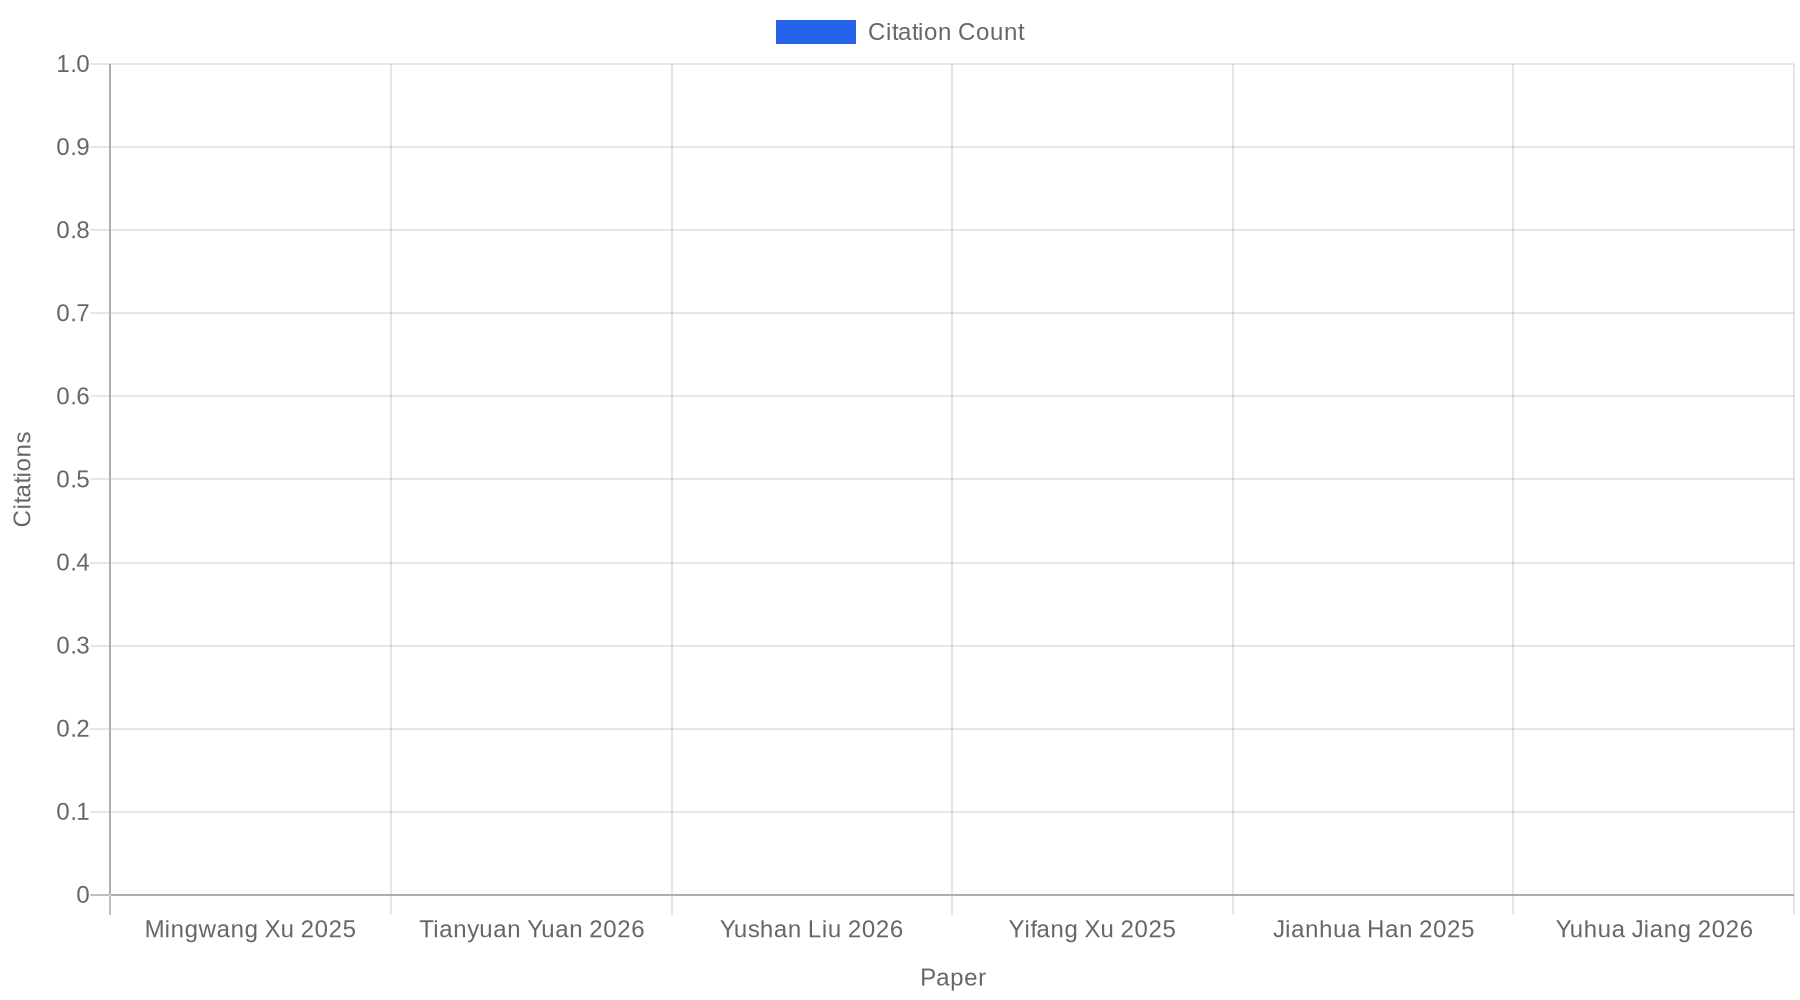 Citation Count
1.0
0.9
0.8
0.7
0.6
0.5
0.4
0.3
0.2
0.1
0
Citations
Mingwang Xu 2025
Tianyuan Yuan 2026
Yushan Liu 2026
Yifang Xu 2025
Jianhua Han 2025
Yuhua Jiang 2026
Paper